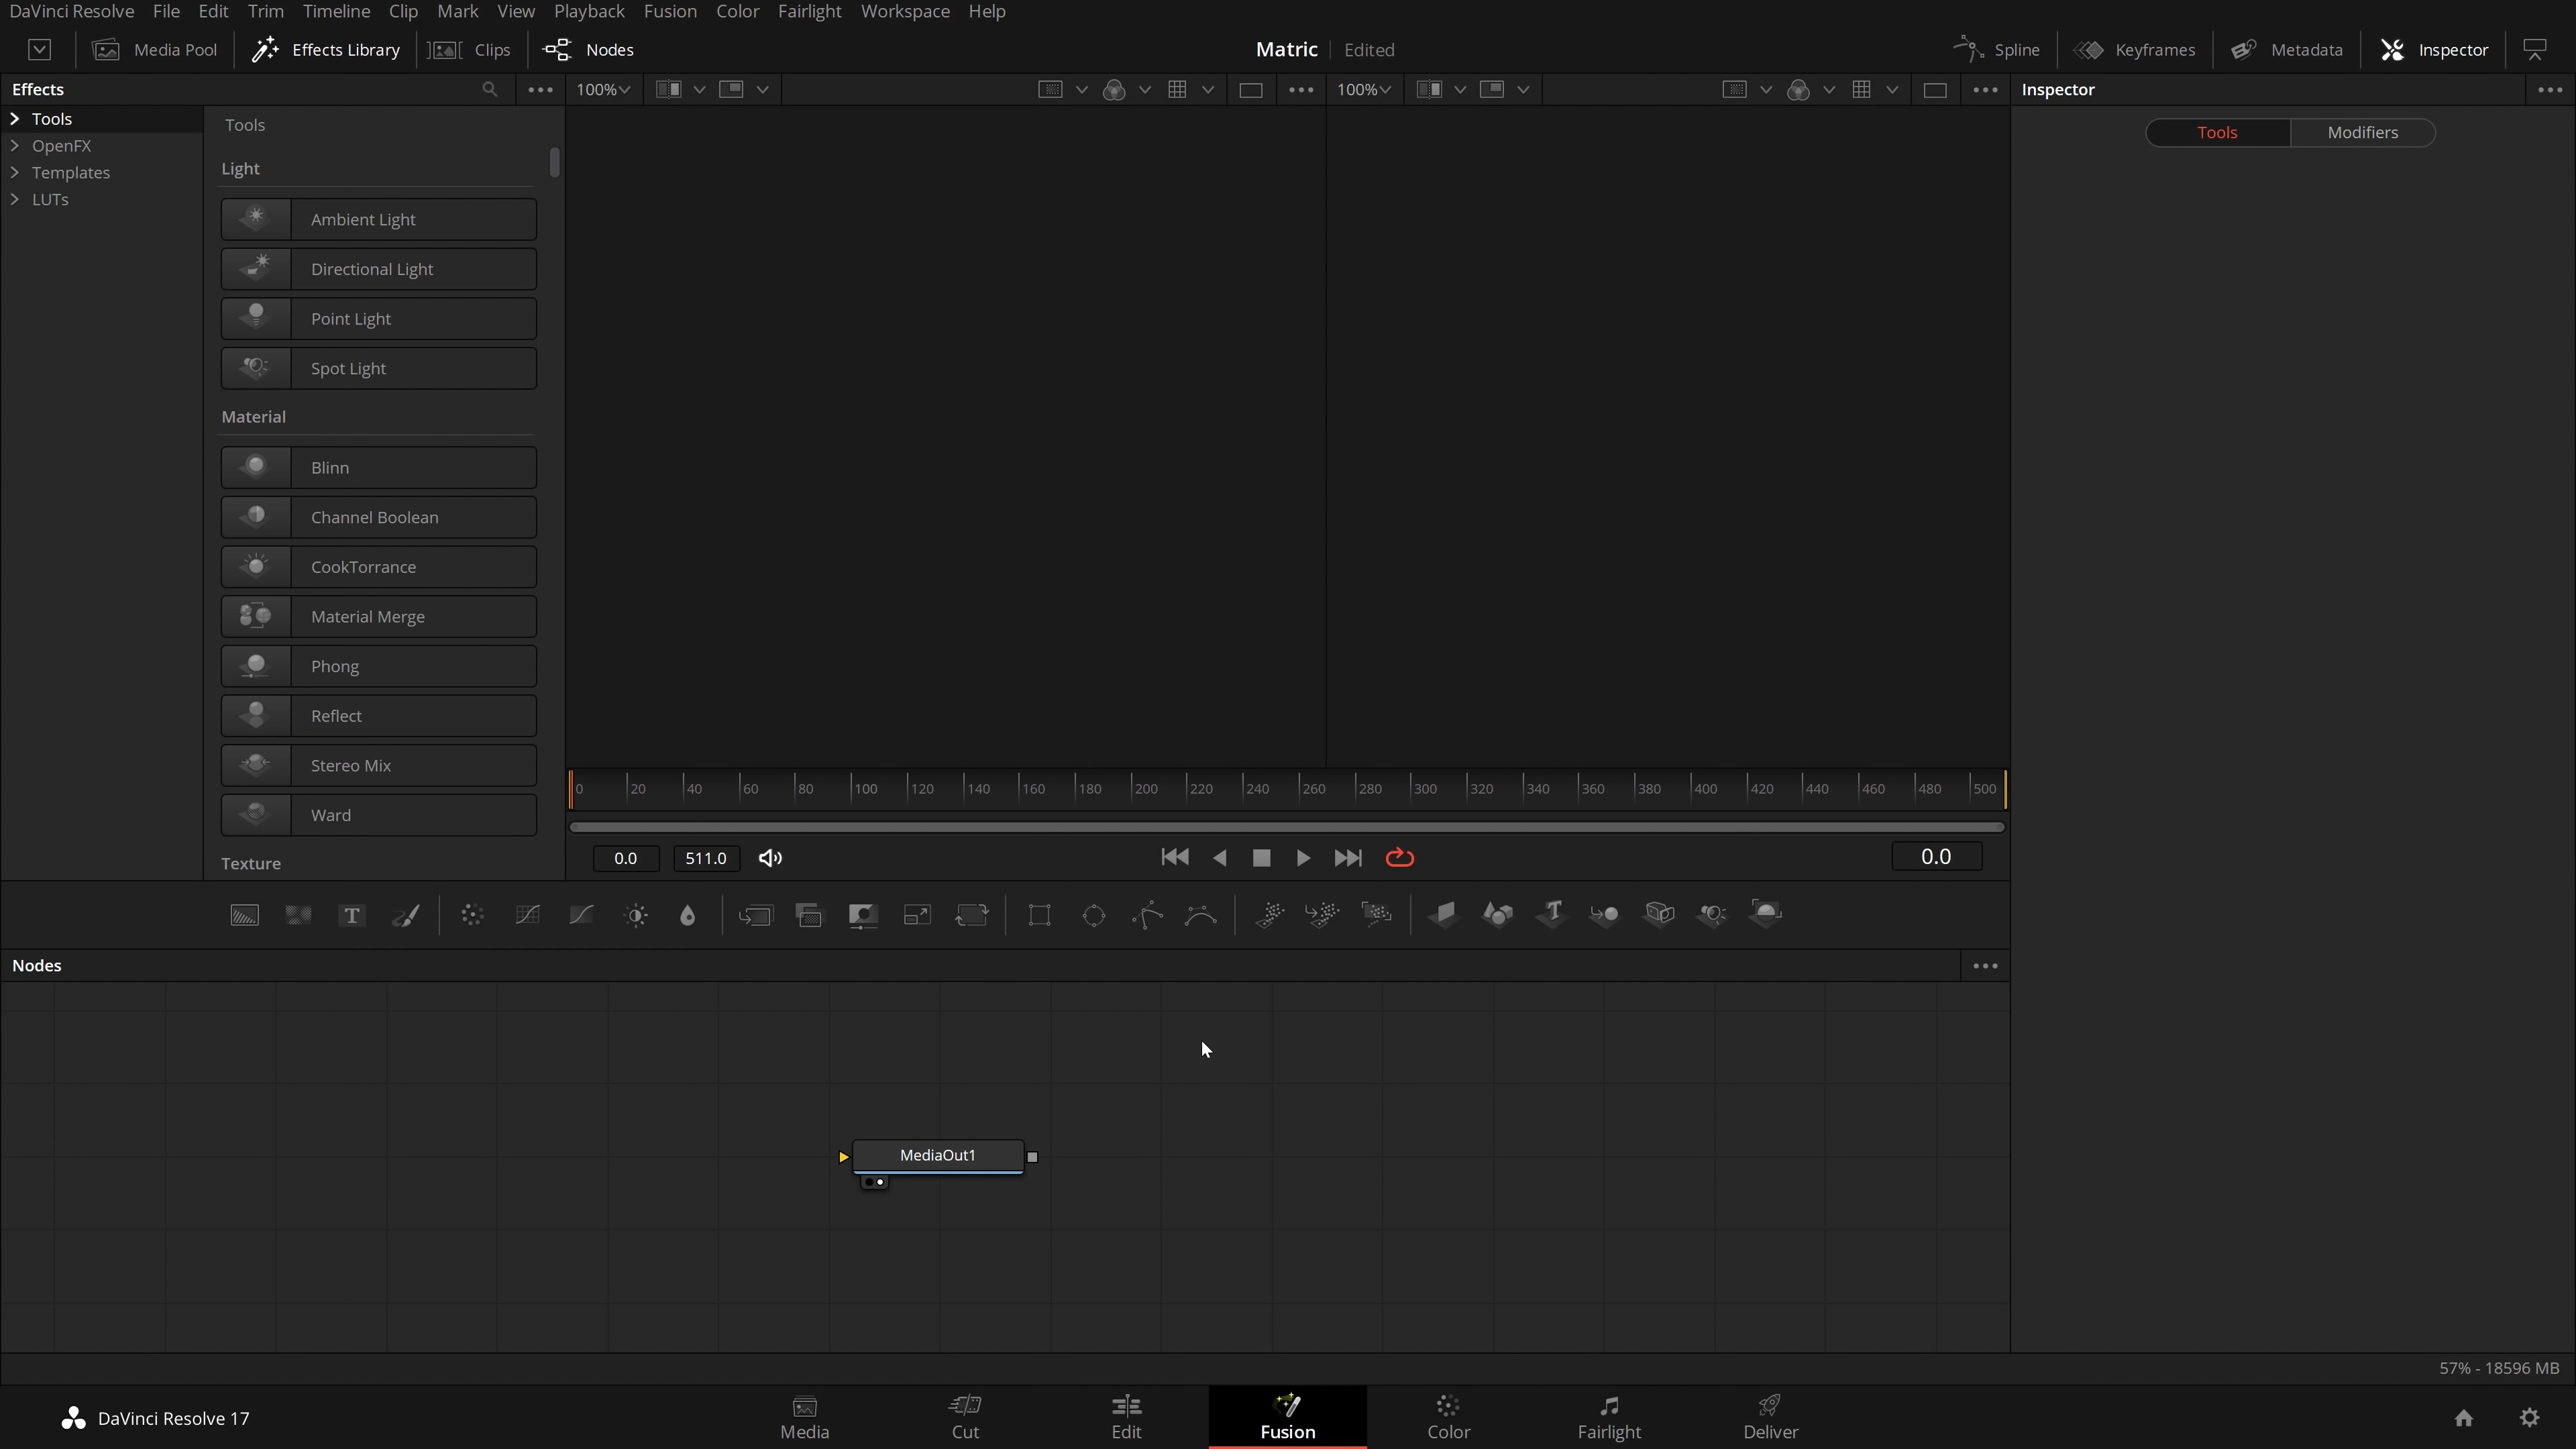 DaVinci Resolve File Edit Trim Timeline Clip Mark View Playback Fusion Color Fairlight Workspace Help
Media Pool Effects Library Clips Nodes Matric Edited Spline Keyframes Metadata Inspector
Effects 100% 100% Inspector
Tools
OpenFX
Templates
LUTs
Tools
Light
Ambient Light
Directional Light
Point Light
Spot Light
Material
Blinn
Channel Boolean
CookTorrance
Material Merge
Phong
Reflect
Stereo Mix
Ward
Texture
Tools Modifiers
0 20 40 60 80 100 120 140 160 180 200 220 240 260 280 300 320 340 360 380 400 420 440 460 480 500
0.0 511.0 0.0
T T
Nodes
MediaOut1
57% - 18596 MB
DaVinci Resolve 17
Media Cut Edit Fusion Color Fairlight Deliver